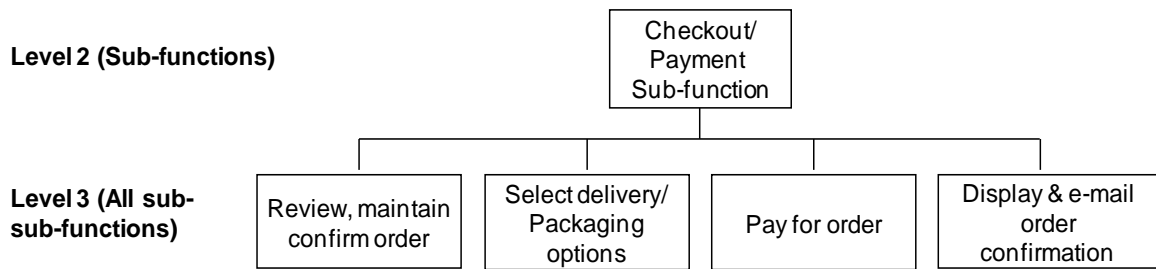 Level 2 (Sub-functions)
Checkout/
Payment
Sub-function
Level 3 (All sub-
sub-functions)
Review, maintain
confirm order
Select delivery/
Packaging
options
Pay for order
Display & e-mail
order
confirmation